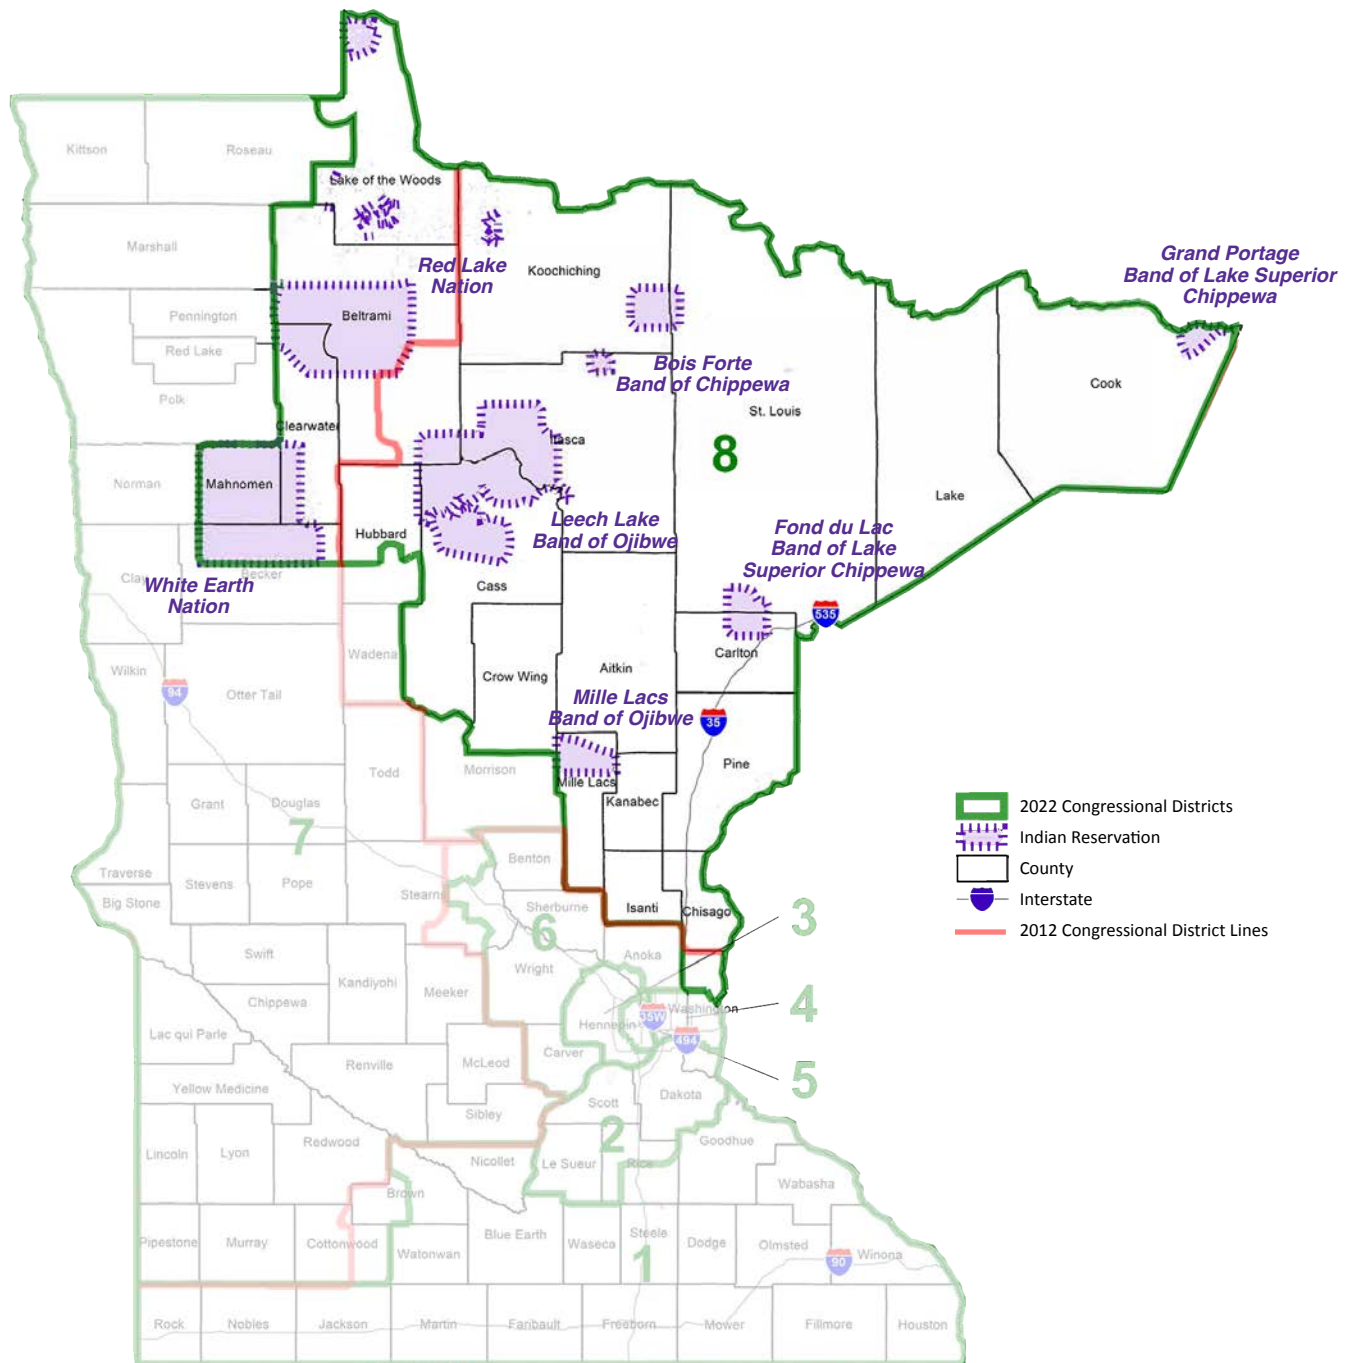 Kittson
Roseau
Lake of the Woods
Marshall
Red Lake
Nation
Koochiching
Grand Portage
Band of Lake Superior
Chippewa
Pennington
Beltrami
Red Lake
Bois Forte
Band of Chippewa
Cook
Polk
Clearwater
Itasca
St. Louis
8
Norman
Mahnomen
Lake
Hubbard
Leech Lake
Band of Ojibwe
Fond du Lac
Band of Lake
Superior Chippewa
Clay
Becker
White Earth
Nation
Cass
535
Wadena
Carlton
Wilkin
94
Otter Tail
Crow Wing
Aitkin
Mille Lacs
Band of Ojibwe
35
Pine
Todd
Morrison
Mille Lacs
Kanabec
Grant
Douglas
7
2022 Congressional Districts
Indian Reservation
County
Interstate
2012 Congressional District Lines
Benton
Traverse
Stevens
Pope
Stearns
Big Stone
Sherburne
Isanti
Chisago
3
6
Swift
Wright
Anoka
Kandiyohi
Meeker
Chippewa
4
Washington
Hennepin
35W
Lac qui Parle
494
Carver
Renville
McLeod
5
Yellow Medicine
Sibley
Scott
Dakota
2
Redwood
Goodhue
Lincoln
Lyon
Nicollet
Le Sueur
Rice
Brown
Wabasha
Pipestone
Murray
Cottonwood
Watonwan
Blue Earth
Waseca
Steele
Dodge
Olmsted
Winona
90
1
Rock
Nobles
Jackson
Martin
Faribault
Freeborn
Mower
Fillmore
Houston